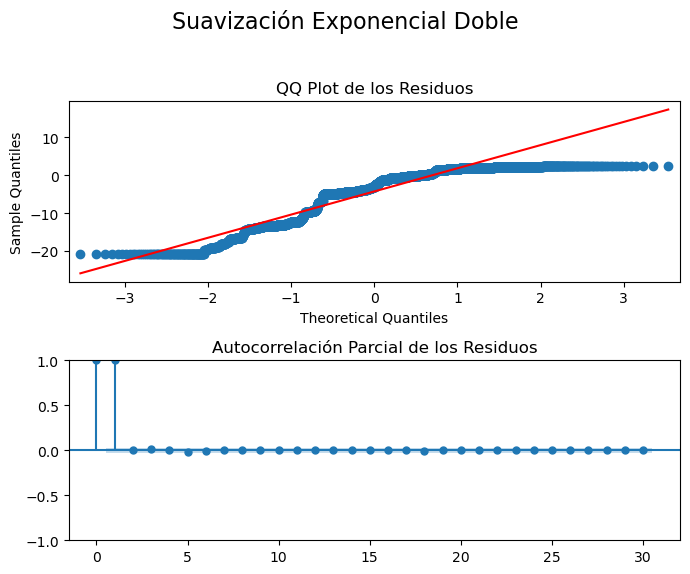 Suavización Exponencial Doble
QQ Plot de los Residuos
10
0
−10
−20
Sample Quantiles
−3 −2 −1 0 1 2 3
Theoretical Quantiles
Autocorrelación Parcial de los Residuos
1.0
0.5
0.0
−0.5
−1.0
0 5 10 15 20 25 30